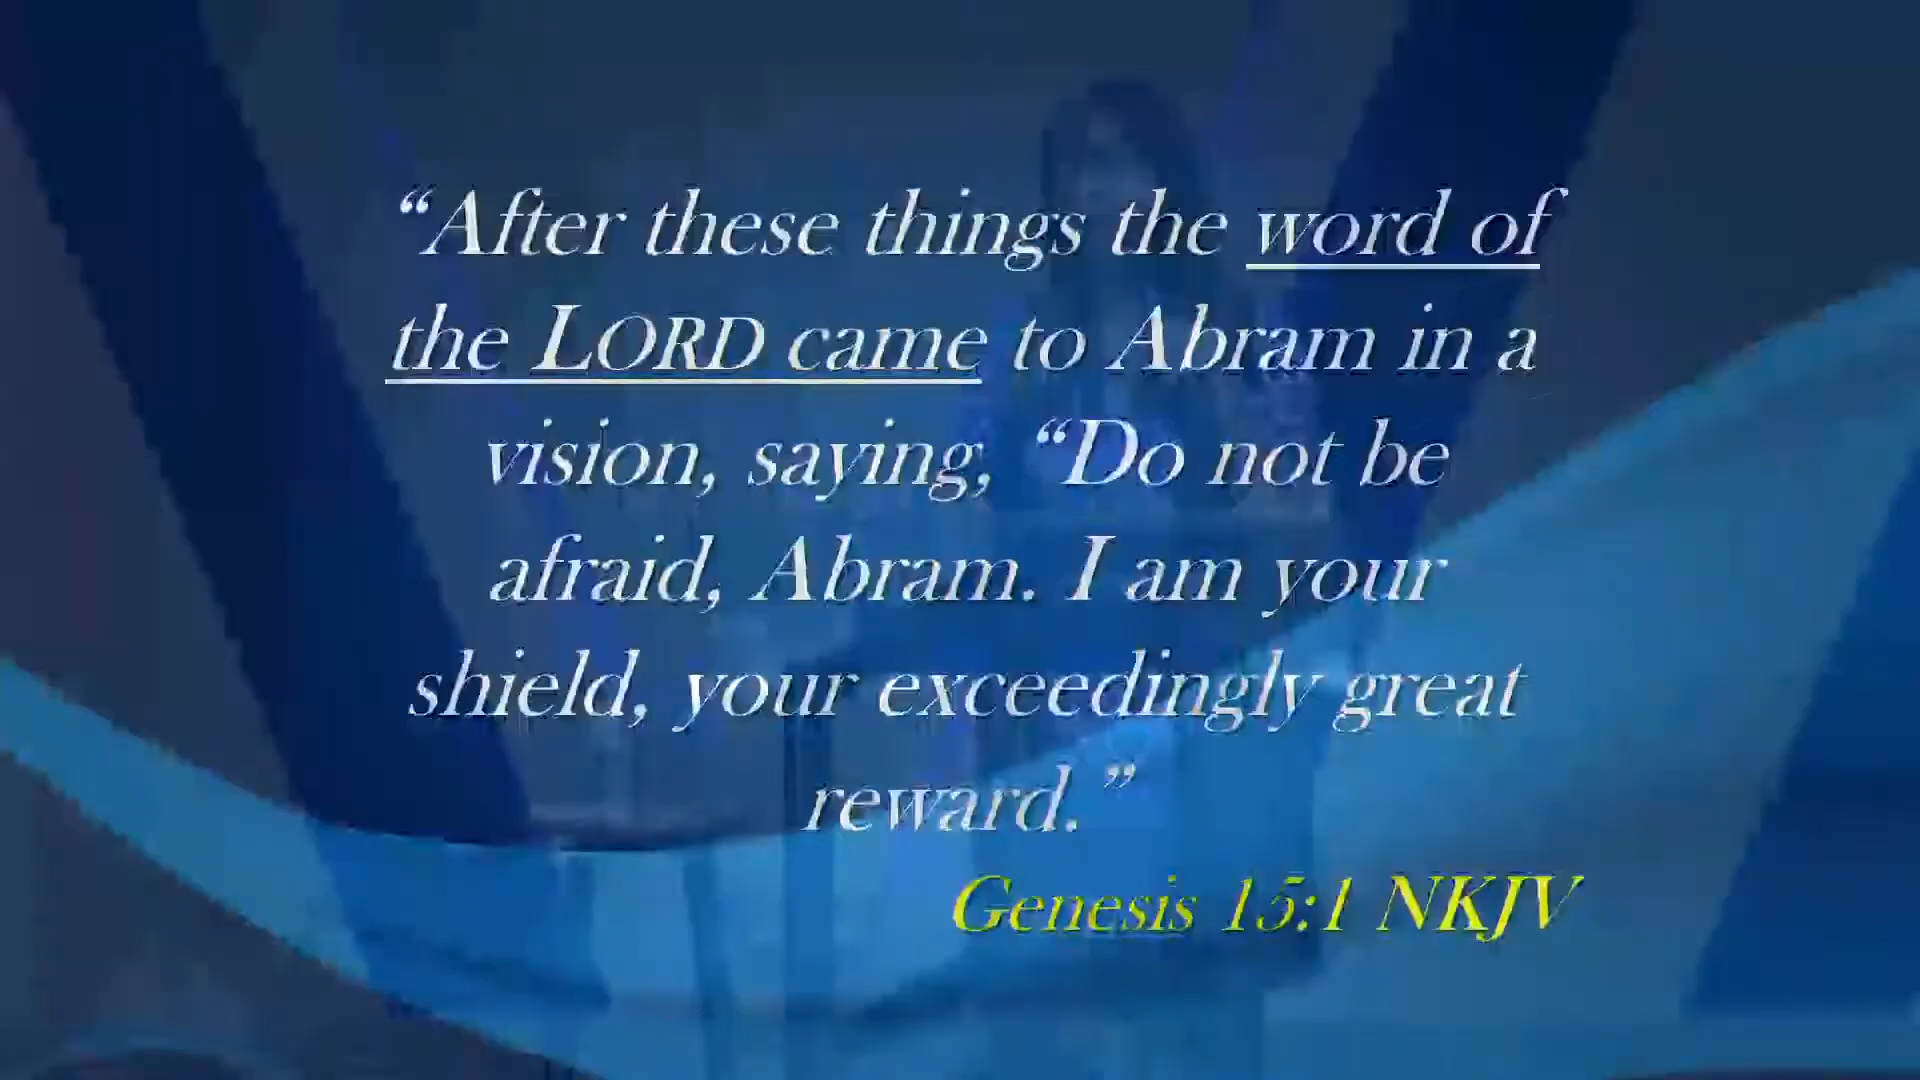 “After these things the word of
the LORD came to Abram in a
vision, saying, “Do not be
afraid, Abram. I am your
shield, your exceedingly great
reward.”
Genesis 15:1 NKJV